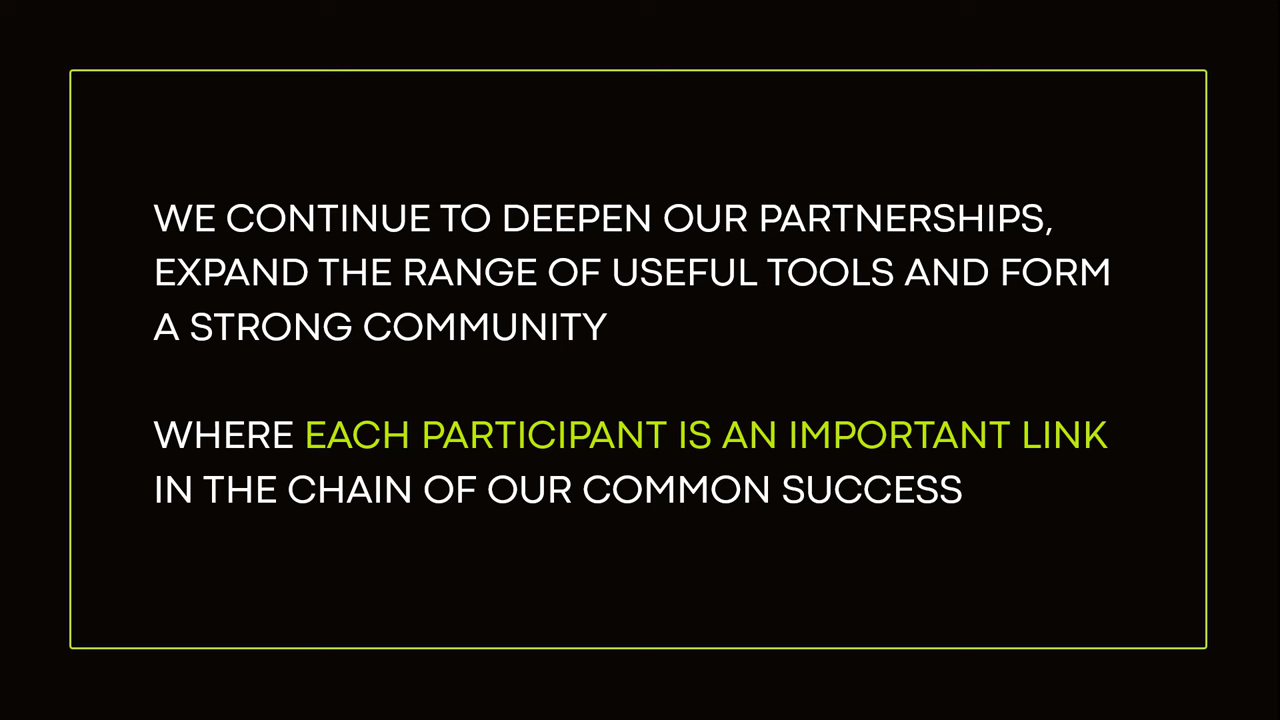 WE CONTINUE TO DEEPEN OUR PARTNERSHIPS,
EXPAND THE RANGE OF USEFUL TOOLS AND FORM
A STRONG COMMUNITY
WHERE EACH PARTICIPANT IS AN IMPORTANT LINK
IN THE CHAIN OF OUR COMMON SUCCESS